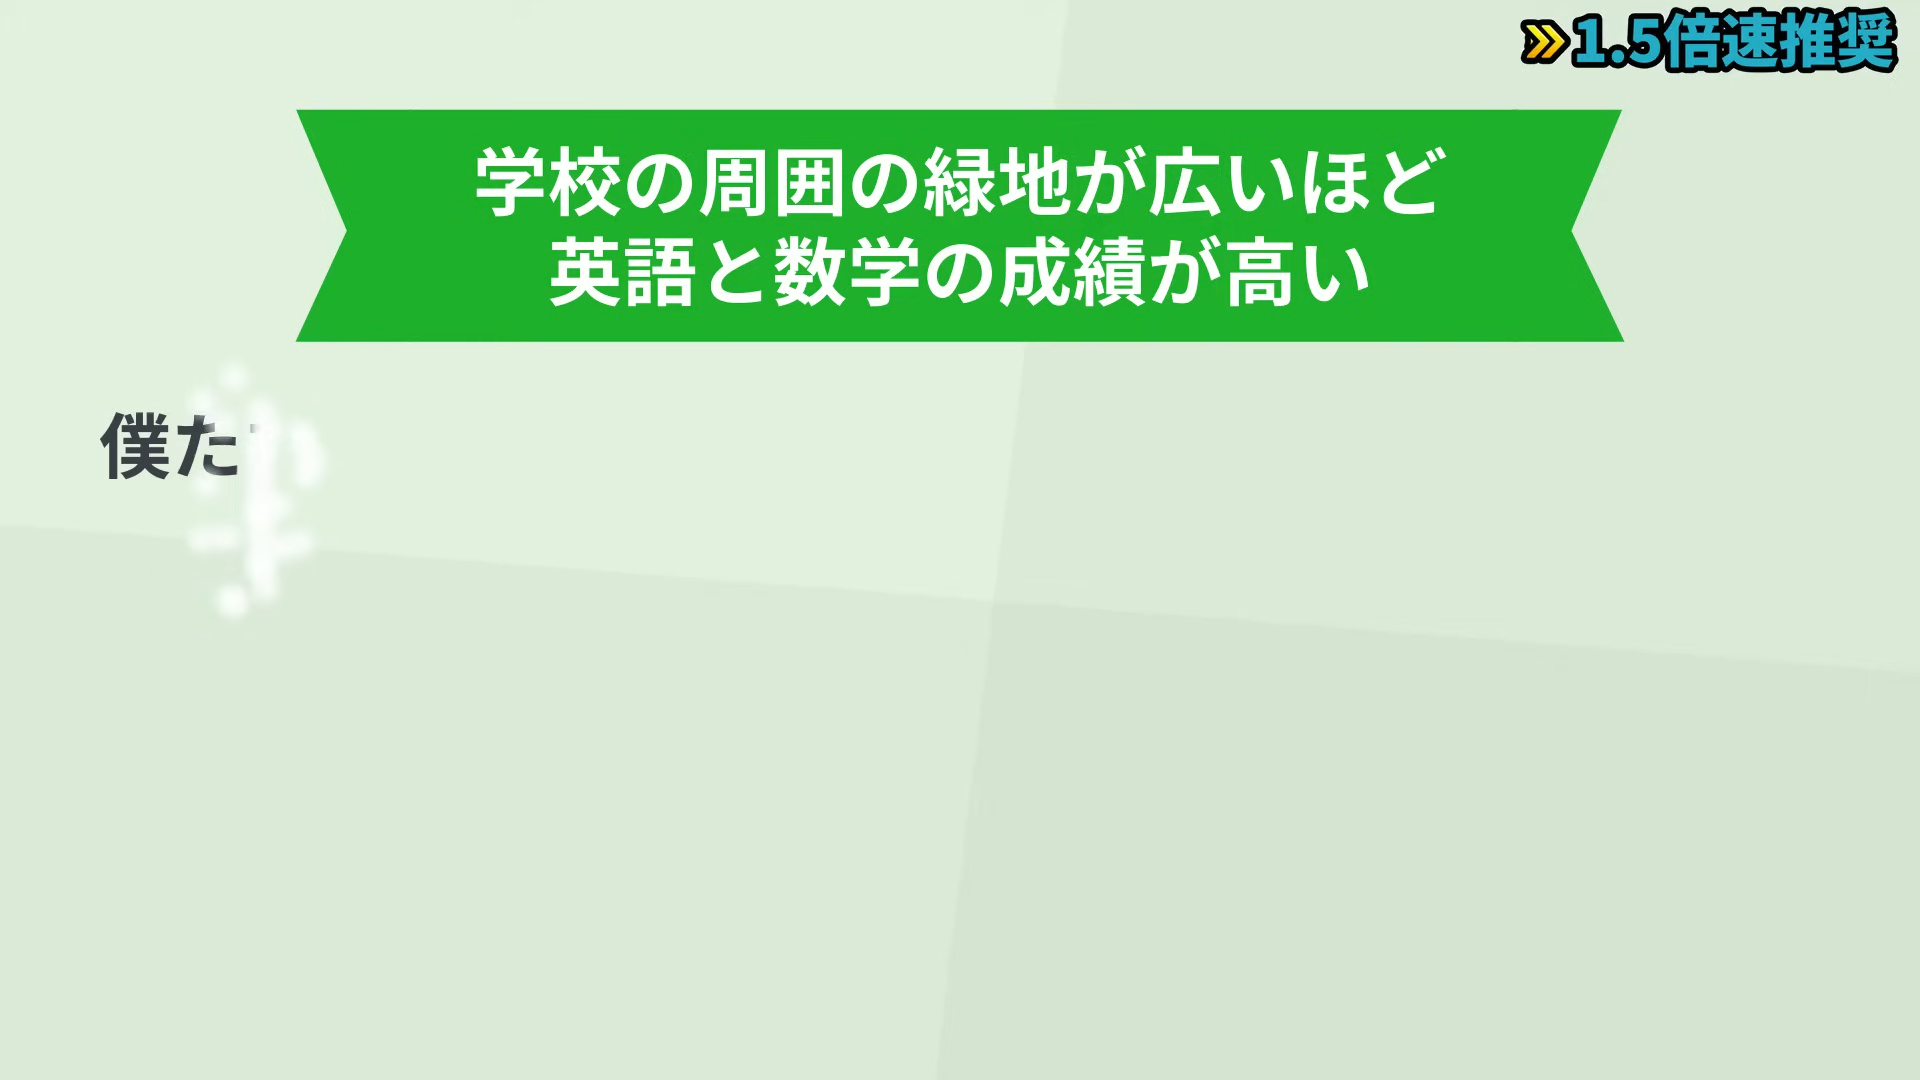 1.5倍速推奨
学校の周囲の緑地が広いほど
英語と数学の成績が高い
僕た